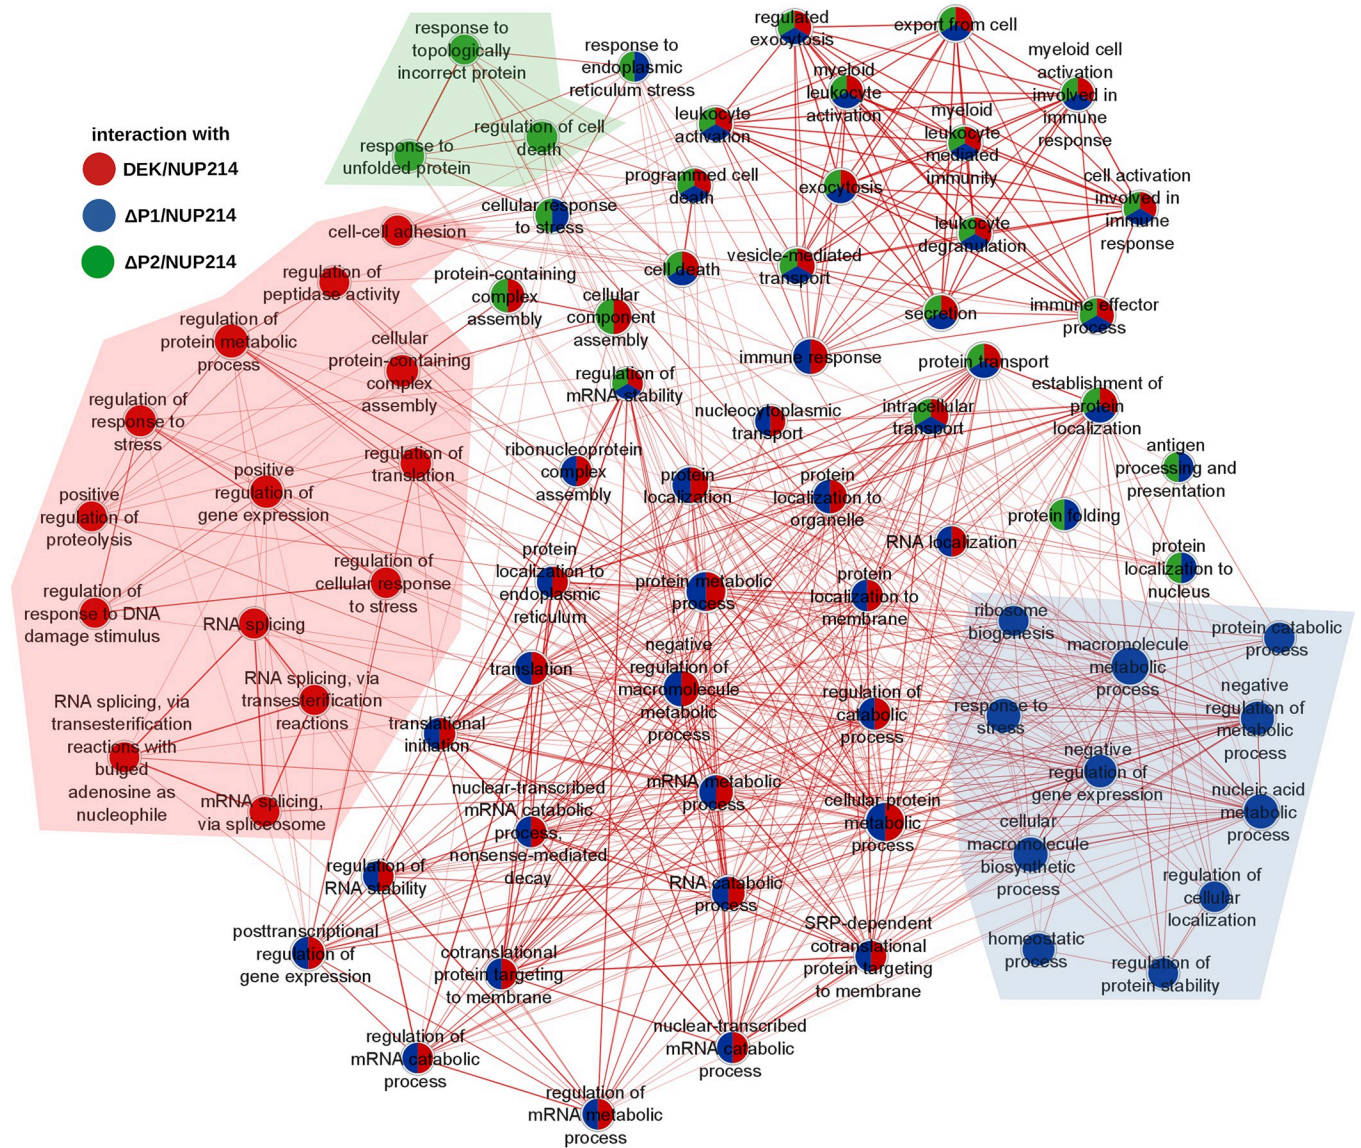 interaction with
DEK/NUP214
ΔP1/NUP214
ΔP2/NUP214
response to
topologically
incorrect protein
response to
unfolded protein
regulation of cell
death
response to
endoplasmic
reticulum stress
cellular response
to stress
regulated
exocytosis
export from cell
myeloid
leukocyte
activation
myeloid cell
activation
involved in
immune
response
leukocyte
activation
myeloid
leukocyte
mediated
immunity
programmed cell
death
exocytosis
cell activation
involved in
immune
response
leukocyte
degranulation
cell death
vesicle-mediated
transport
secretion
immune effector
process
immune response
protein transport
cell-cell adhesion
regulation of
peptidase activity
regulation of
protein metabolic
process
cellular
protein-containing
complex
assembly
protein-containing
complex
assembly
cellular
component
assembly
regulation of
mRNA stability
nucleocytoplasmic
transport
intracellular
transport
establishment of
protein
localization
antigen
processing and
presentation
protein folding
protein
localization to
nucleus
regulation of
response to
stress
regulation of
translation
positive
regulation of
gene expression
positive
regulation of
proteolysis
regulation of
cellular response
to stress
regulation of
response to DNA
damage stimulus
RNA splicing
RNA splicing, via
transesterification
reactions
RNA splicing, via
transesterification
reactions with
bulged
adenosine as
nucleophile
mRNA splicing,
via spliceosome
ribonucleoprotein
complex
assembly
protein
localization
protein
localization to
organelle
RNA localization
protein
localization to
endoplasmic
reticulum
protein metabolic
process
protein
localization to
membrane
translation
negative
regulation of
macromolecule
metabolic
process
regulation of
catabolic
process
translational
initiation
mRNA metabolic
process
nuclear-transcribed
mRNA catabolic
process,
nonsense-mediated
decay
cellular protein
metabolic
process
regulation of
RNA stability
RNA catabolic
process
posttranscriptional
regulation of
gene expression
cotranslational
protein targeting
to membrane
SRP-dependent
cotranslational
protein targeting
to membrane
regulation of
mRNA catabolic
process
nuclear-transcribed
mRNA catabolic
process
regulation of
mRNA metabolic
process
ribosome
biogenesis
protein catabolic
process
macromolecule
metabolic
process
response to
stress
negative
regulation of
metabolic
process
negative
regulation of
gene expression
nucleic acid
metabolic
process
cellular
macromolecule
biosynthetic
process
regulation of
cellular
localization
homeostatic
process
regulation of
protein stability